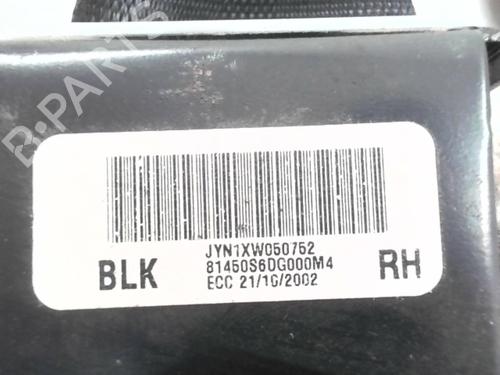 B-PARTS
JYN1XW050752
BLK 81450S6DG000M4 RH
ECC 21/10/2002